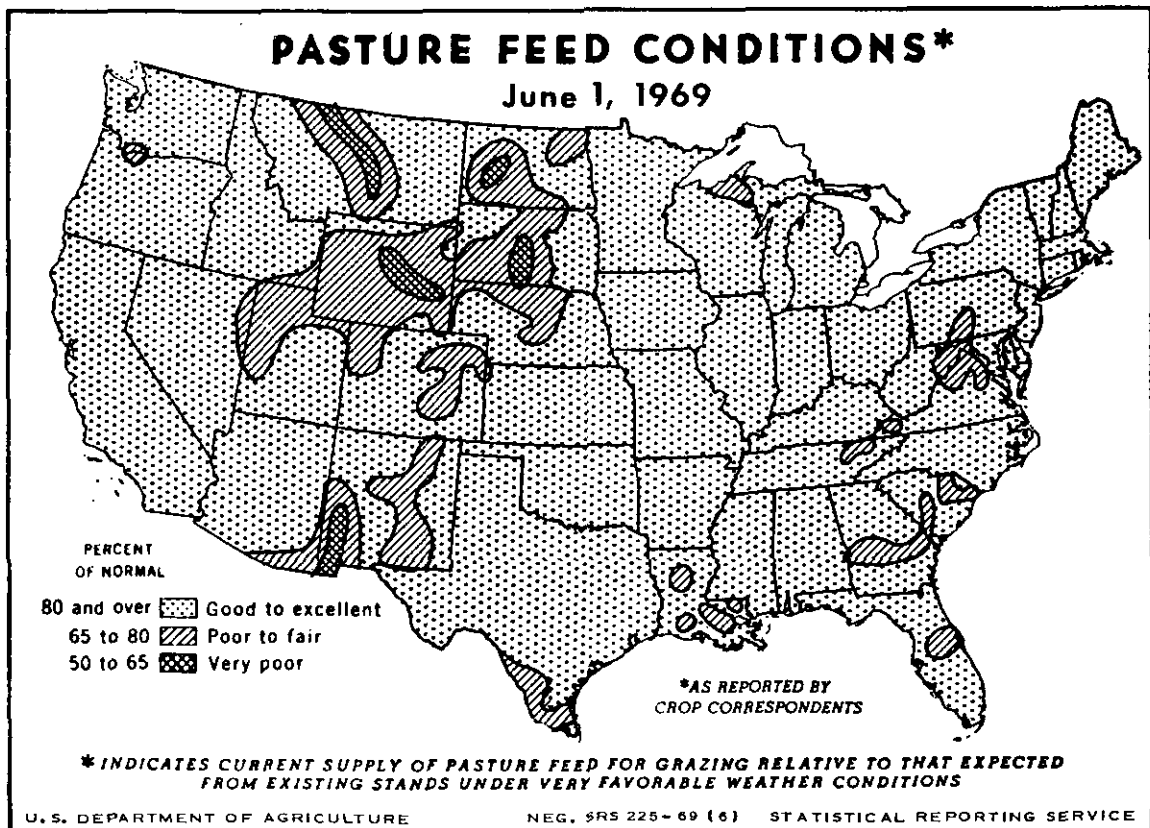 PASTURE FEED CONDITIONS*
June 1, 1969
PERCENT
OF NORMAL
80 and over Good to excellent
65 to 80 Poor to fair
50 to 65 Very poor
*AS REPORTED BY
CROP CORRESPONDENTS
* INDICATES CURRENT SUPPLY OF PASTURE FEED FOR GRAZING RELATIVE TO THAT EXPECTED
FROM EXISTING STANDS UNDER VERY FAVORABLE WEATHER CONDITIONS
U. S. DEPARTMENT OF AGRICULTURE NEG. SRS 225-69 (6) STATISTICAL REPORTING SERVICE